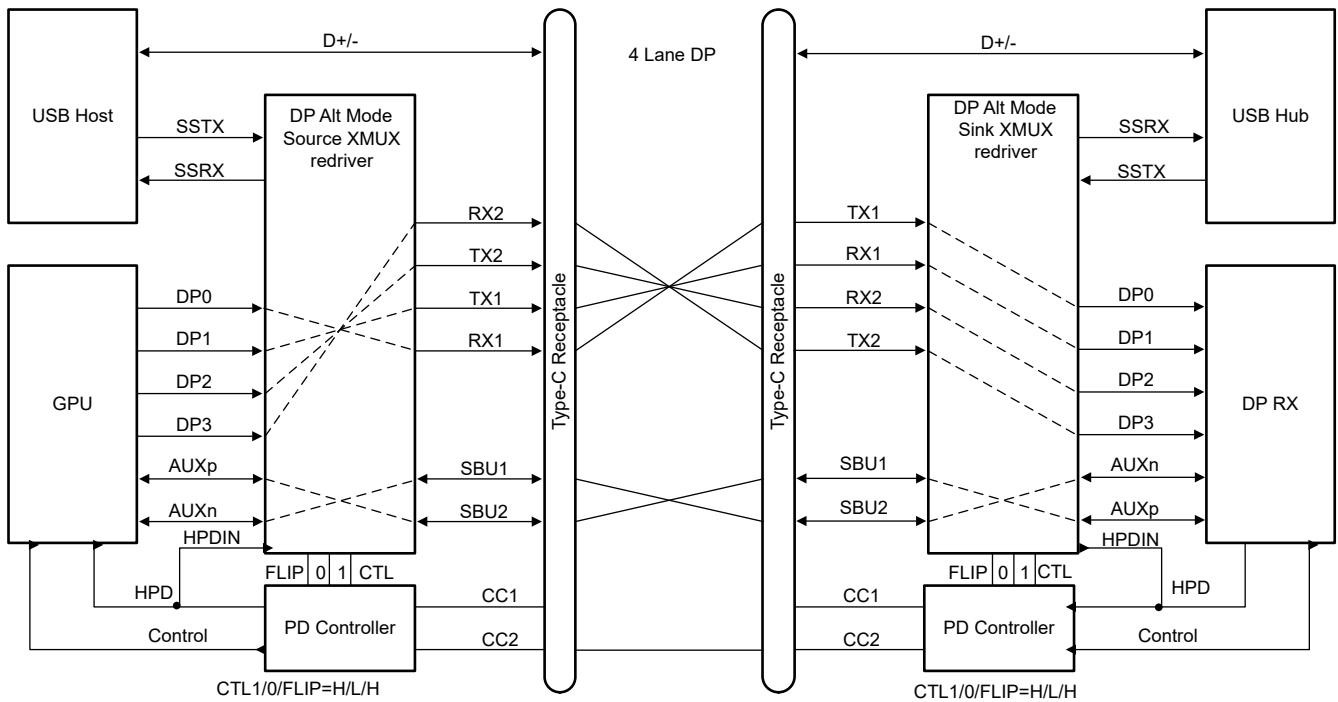 D+/-
4 Lane DP
D+/-
USB Host
DP Alt Mode
Source XMUX
redriver
DP Alt Mode
Sink XMUX
redriver
USB Hub
SSTX
SSRX
SSRX
SSTX
RX2
TX2
TX1
RX1
TX1
RX1
RX2
TX2
Type-C Receptacle
Type-C Receptacle
GPU
DP0
DP1
DP2
DP3
AUXp
AUXn
DP0
DP1
DP2
DP3
AUXn
AUXp
DP RX
SBU1
SBU2
SBU1
SBU2
HPDIN
HPDIN
FLIP 0 1 CTL
FLIP 0 1 CTL
HPD
HPD
Control
Control
PD Controller
PD Controller
CC1
CC2
CC1
CC2
CTL1/0/FLIP=H/L/H
CTL1/0/FLIP=H/L/H